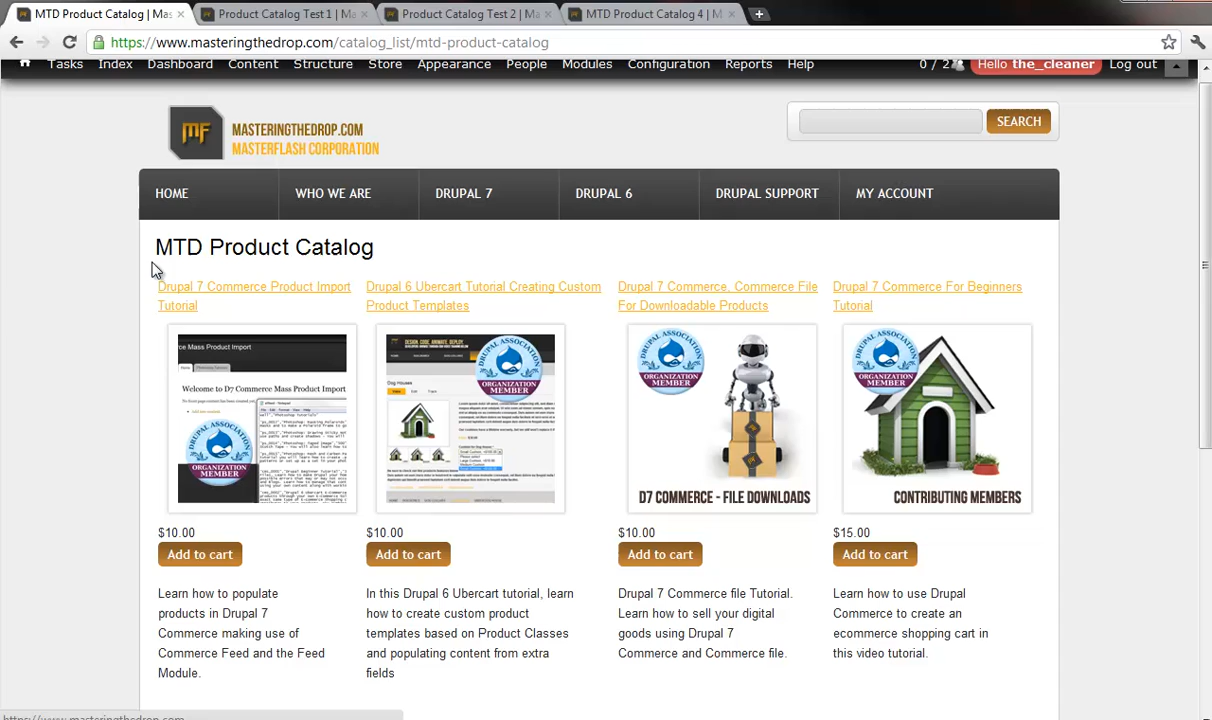 MTD Product Catalog | Mas
Product Catalog Test 1 | Ma
Product Catalog Test 2 | Ma
MTD Product Catalog 4 | M
https://www.masteringthedrop.com/catalog_list/mtd-product-catalog
Tasks Index Dashboard Content Structure Store Appearance People Modules Configuration Reports Help 0 / 2 Hello the_cleaner Log out
MF
MASTERINGTHEDROP.COM
MASTERFLASH CORPORATION
SEARCH
HOME WHO WE ARE DRUPAL 7 DRUPAL 6 DRUPAL SUPPORT MY ACCOUNT
MTD Product Catalog
Drupal 7 Commerce Product Import
Tutorial
ce Mass Product Import
Welcome to D7 Commerce Mass Product Import
DRUPAL ASSOCIATION
ORGANIZATION
MEMBER
$10.00
Add to cart
Learn how to populate
products in Drupal 7
Commerce making use of
Commerce Feed and the Feed
Module.
Drupal 6 Ubercart Tutorial Creating Custom
Product Templates
DESIGN. CODE. ANIMATE. DEPLOY.
Dog Houses
DRUPAL ASSOCIATION
ORGANIZATION
MEMBER
$10.00
Add to cart
In this Drupal 6 Ubercart tutorial, learn
how to create custom product
templates based on Product Classes
and populating content from extra
fields
Drupal 7 Commerce, Commerce File
For Downloadable Products
DRUPAL ASSOCIATION
ORGANIZATION
MEMBER
D7 COMMERCE - FILE DOWNLOADS
$10.00
Add to cart
Drupal 7 Commerce file Tutorial.
Learn how to sell your digital
goods using Drupal 7
Commerce and Commerce file.
Drupal 7 Commerce For Beginners
Tutorial
DRUPAL ASSOCIATION
ORGANIZATION
MEMBER
CONTRIBUTING MEMBERS
$15.00
Add to cart
Learn how to use Drupal
Commerce to create an
ecommerce shopping cart in
this video tutorial.